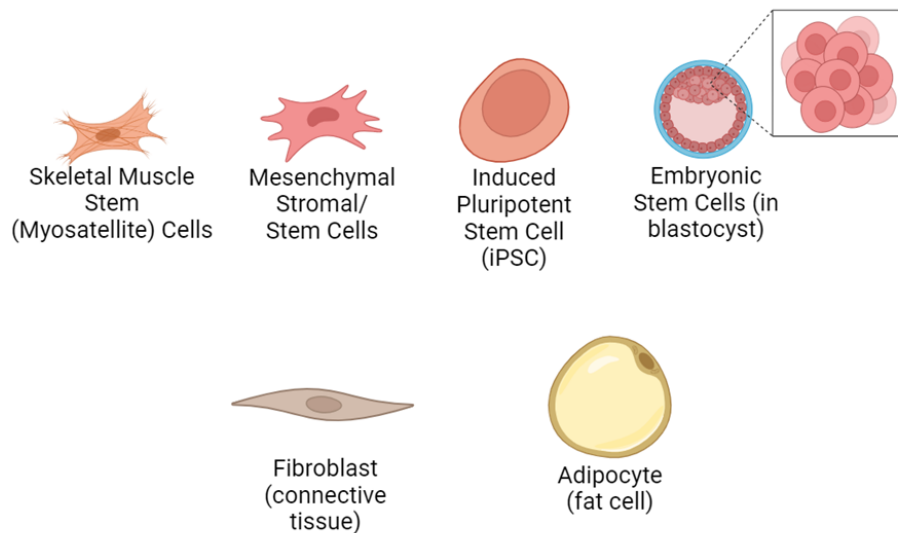 Skeletal Muscle
Stem
(Myosatellite) Cells
Mesenchymal
Stromal/
Stem Cells
Induced
Pluripotent
Stem Cell
(iPSC)
Embryonic
Stem Cells (in
blastocyst)
Fibroblast
(connective
tissue)
Adipocyte
(fat cell)